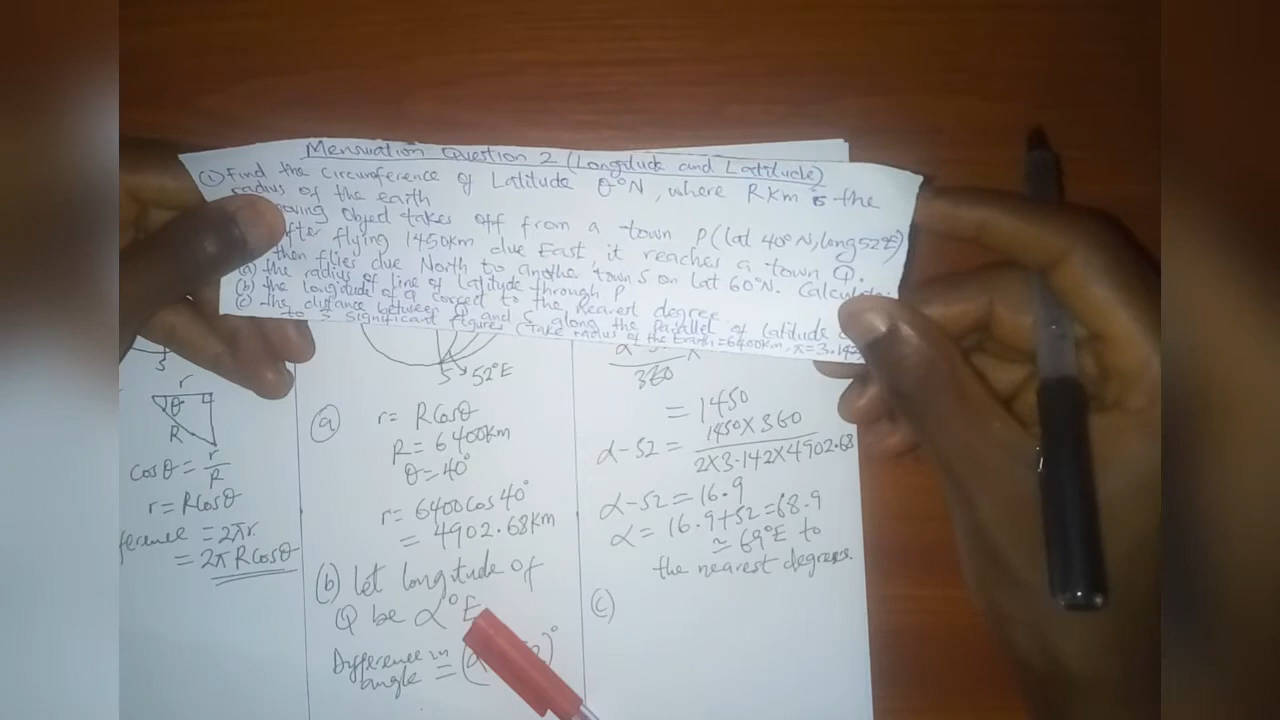 Mensuration Question 2 (Longitude and Latitude)
① Find the circumference of Latitude θ°N, where RKm is the
radius of the earth
moving object takes off from a town P(lat 40°N, long 52°E)
After flying 1450km due East, it reaches a town Q.
then flies due North to another town S on lat 60°N. Calculate
(a) the radius of line of latitude through P
(b) the longitude of Q correct to the nearest degree
(c) the distance between Q and S along the parallel of latitude
to 3 significant figures (Take radius of the Earth = 6400km, π = 3.142
S
r
θ
R
cosθ = r/R
r = Rcosθ
ference = 2πr
= 2πRcosθ
S 52°E
(a) r = Rcosθ
R = 6400km
θ = 40°
r = 6400cos40°
= 4902.68km
(b) let longitude of
Q be α°E
Difference in
angle =
360
= 1450
α-52 = 1450×360
2×3.142×4902.68
α-52 = 16.9
α = 16.9+52 = 68.9
≃ 69°E to
the nearest degrees.
(c)